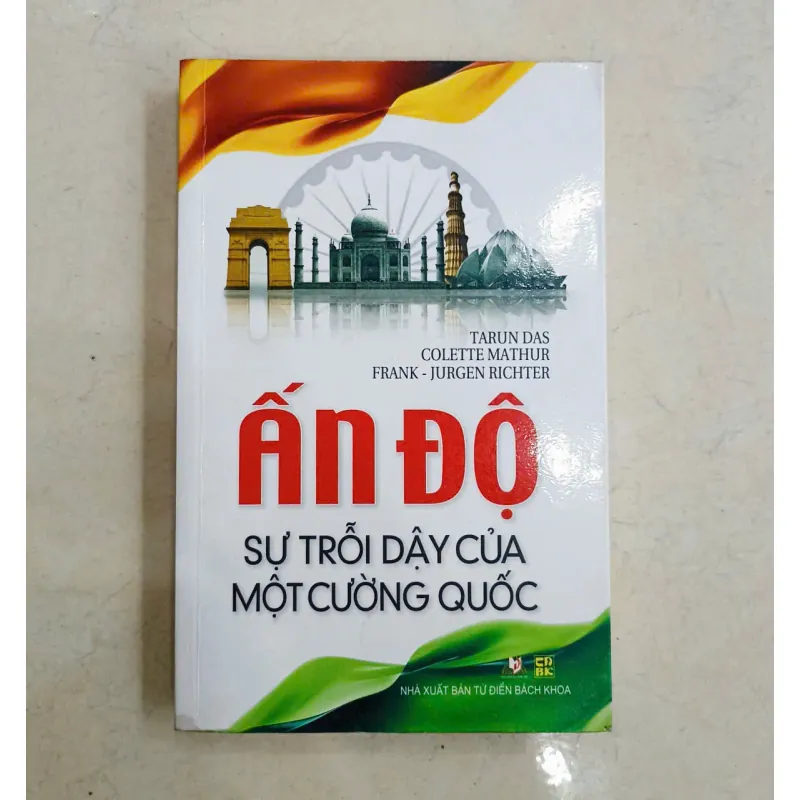 TARUN DAS
COLETTE MATHUR
FRANK - JURGEN RICHTER
ẤN ĐỘ
SỰ TRỖI DẬY CỦA
MỘT CƯỜNG QUỐC
NHÀ XUẤT BẢN TỪ ĐIỂN BÁCH KHOA